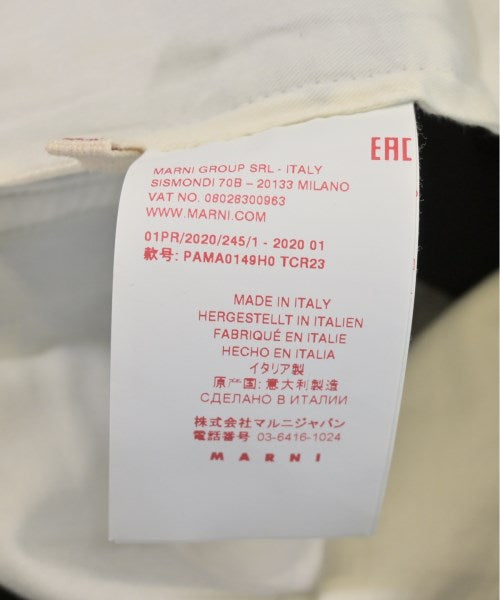 EAC
MARNI GROUP SRL - ITALY
SISMONDI 70B – 20133 MILANO
VAT NO. 08028300963
WWW.MARNI.COM
01PR/2020/245/1 - 2020 01
款号: PAMA0149H0 TCR23
MADE IN ITALY
HERGESTELLT IN ITALIEN
FABRIQUÉ EN ITALIE
HECHO EN ITALIA
イタリア製
原产国: 意大利製造
СДЕЛАНО В ИТАЛИИ
株式会社マルニジャパン
電話番号 03-6416-1024
MARNI